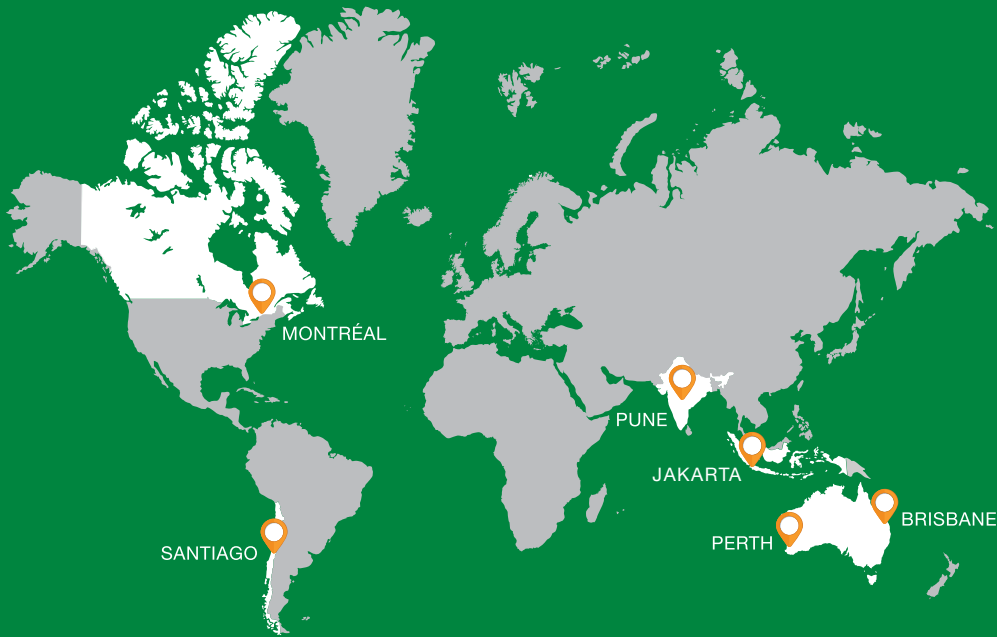 MONTRÉAL
PUNE
JAKARTA
BRISBANE
PERTH
SANTIAGO